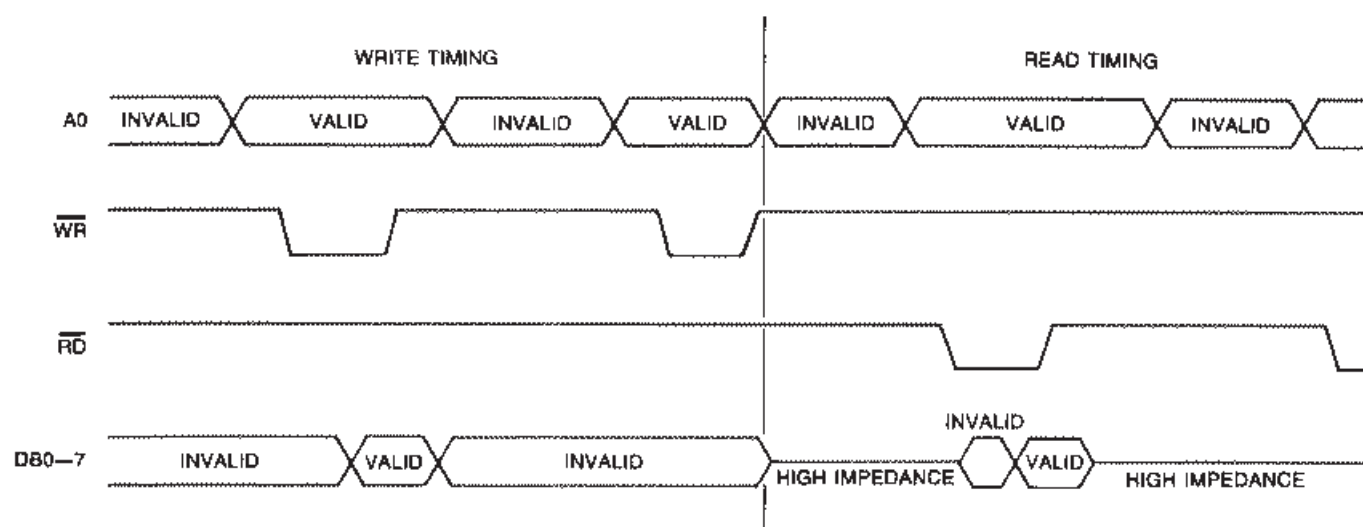 WRITE TIMING READ TIMING
A0 INVALID VALID INVALID VALID INVALID VALID INVALID
WR
RD
INVALID
DB0–7 INVALID VALID INVALID HIGH IMPEDANCE VALID HIGH IMPEDANCE